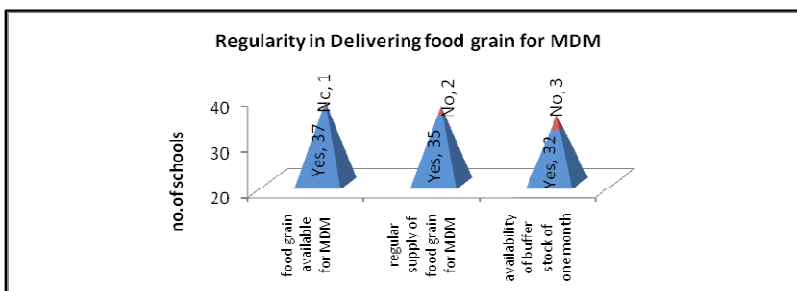 Regularity in Delivering food grain for MDM
no.of schools
40
30
20
Yes, 37
No, 1
Yes, 35
No, 2
Yes, 32
No, 3
food grain
available
for MDM
regular
supply of
food grain
for MDM
availability
of buffer
stock of
one month